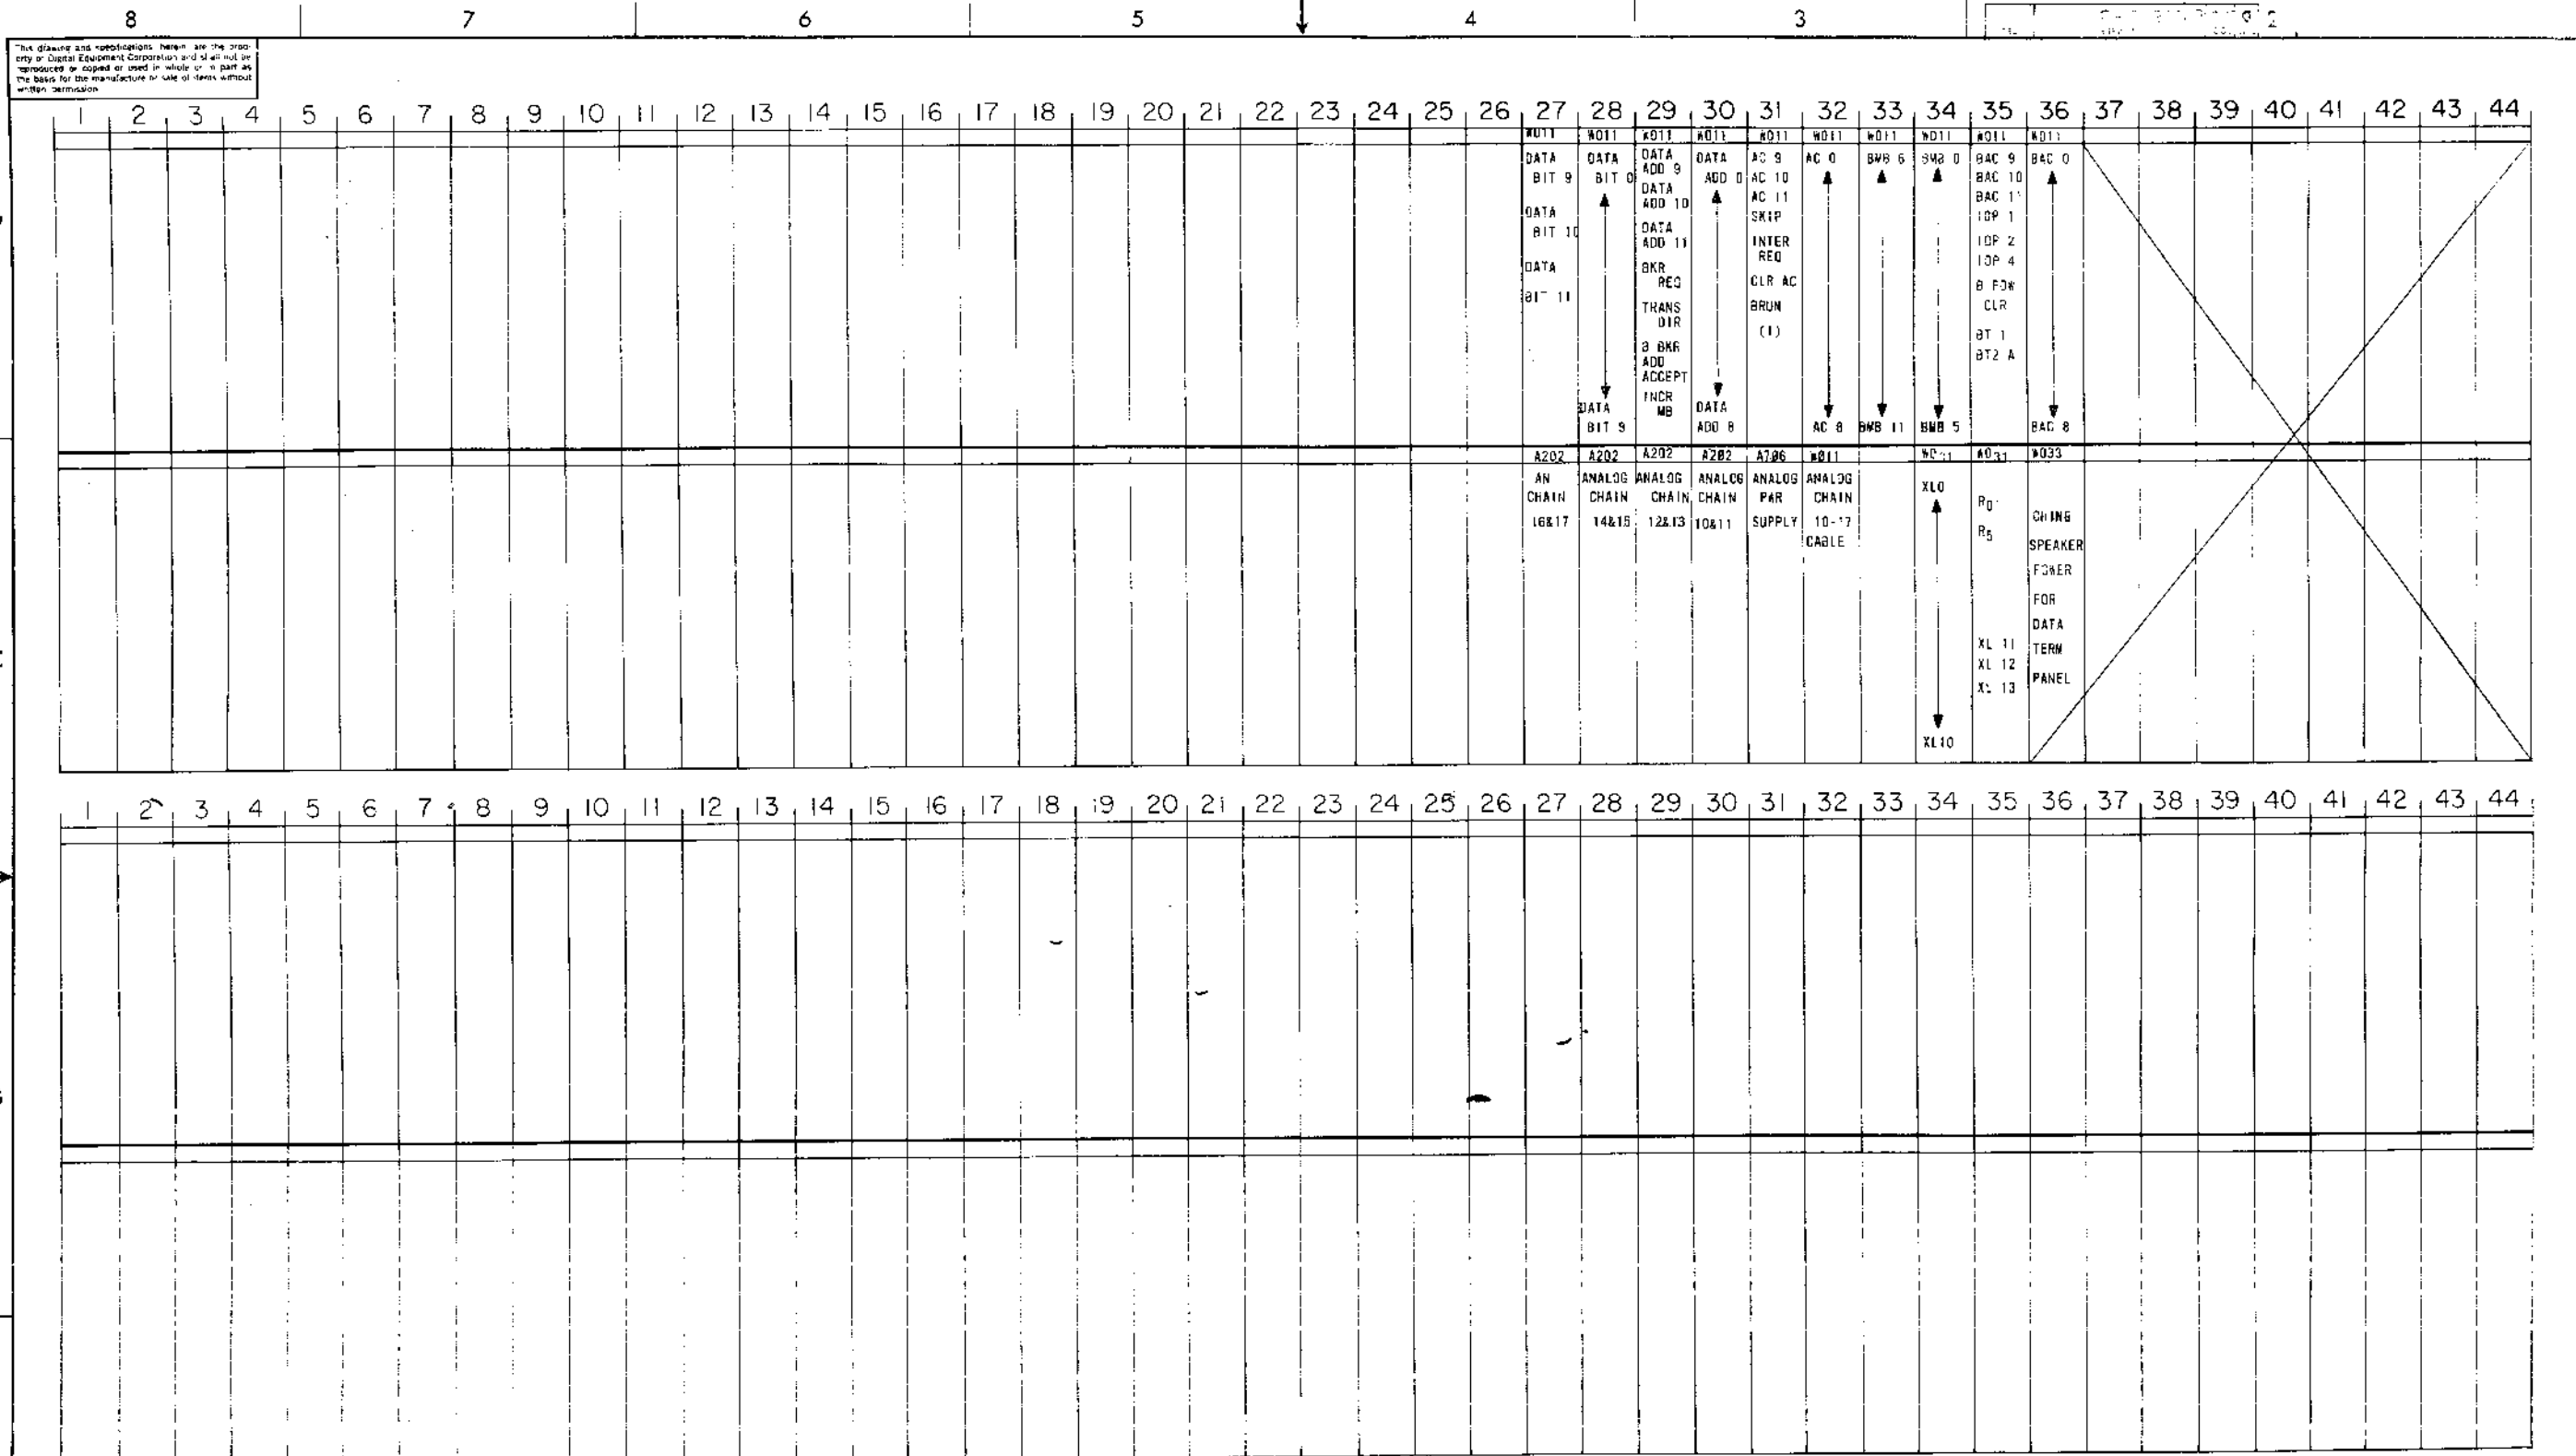 8 7 6 5 4 3 2
This drawing and specifications, herein, are the prop-
erty of Digital Equipment Corporation and shall not be
reproduced or copied or used in whole or in part as
the basis for the manufacture or sale of items without
written permission
1 2 3 4 5 6 7 8 9 10 11 12 13 14 15 16 17 18 19 20 21 22 23 24 25 26 27 28 29 30 31 32 33 34 35 36 37 38 39 40 41 42 43 44
W011 W011 W011 W011 W011 W011 W011 W011 W011 W011
DATA
BIT 9
DATA
BIT 10
DATA
BIT 11
DATA
BIT 0
DATA
BIT 9
DATA
ADD 9
DATA
ADD 10
DATA
ADD 11
BKR
REQ
TRANS
DIR
B BKR
ADD
ACCEPT
INCR
MB
DATA
ADD 0
DATA
ADD 8
AC 9
AC 10
AC 11
SKIP
INTER
REQ
CLR AC
BRUN
(1)
AC 0
AC 8
BMB 6
BMB 11
BMB 0
BMB 5
BAC 9
BAC 10
BAC 11
IOP 1
IOP 2
IOP 4
B POW
CLR
BT 1
BT2 A
BAC 0
BAC 8
A202 A202 A202 A202 A706 W011 W031 W031 W033
AN
CHAIN
16&17
ANALOG
CHAIN
14&15
ANALOG
CHAIN
12&13
ANALOG
CHAIN
10&11
ANALOG
PWR
SUPPLY
ANALOG
CHAIN
10-17
CABLE
XL0
XL10
R5
XL 11
XL 12
XL 13
SPEAKER
POWER
FOR
DATA
TERM
PANEL
1 2 3 4 5 6 7 8 9 10 11 12 13 14 15 16 17 18 19 20 21 22 23 24 25 26 27 28 29 30 31 32 33 34 35 36 37 38 39 40 41 42 43 44